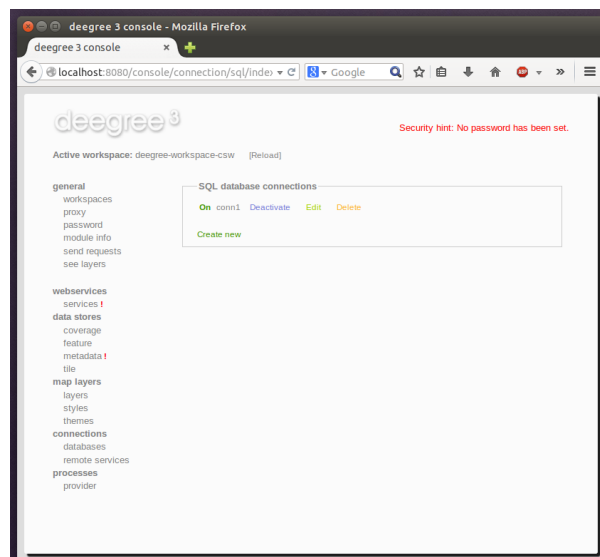 deegree 3 console - Mozilla Firefox
deegree 3 console
localhost:8080/console/connection/sql/index
Google
deegree 3
Security hint: No password has been set.
Active workspace: deegree-workspace-csw [Reload]
general
workspaces
proxy
password
module info
send requests
see layers
SQL database connections
On conn1 Deactivate Edit Delete
Create new
webservices
services !
data stores
coverage
feature
metadata !
tile
map layers
layers
styles
themes
connections
databases
remote services
processes
provider